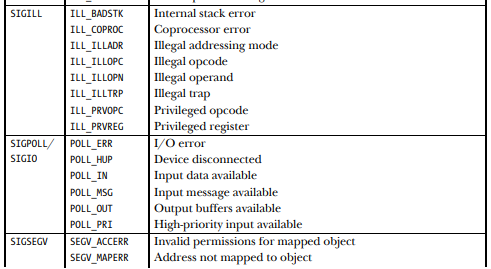 SIGILL ILL_BADSTK Internal stack error
ILL_COPROC Coprocessor error
ILL_ILLADR Illegal addressing mode
ILL_ILLOPC Illegal opcode
ILL_ILLOPN Illegal operand
ILL_ILLTRP Illegal trap
ILL_PRVOPC Privileged opcode
ILL_PRVREG Privileged register
SIGPOLL/ POLL_ERR I/O error
SIGIO POLL_HUP Device disconnected
POLL_IN Input data available
POLL_MSG Input message available
POLL_OUT Output buffers available
POLL_PRI High-priority input available
SIGSEGV SEGV_ACCERR Invalid permissions for mapped object
SEGV_MAPERR Address not mapped to object